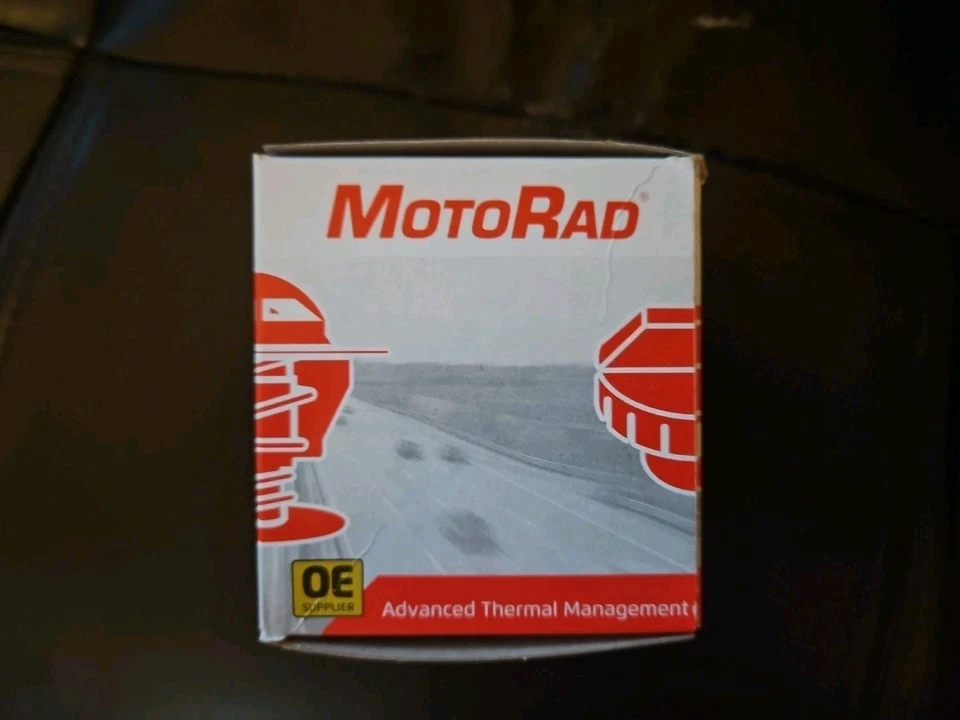 MOTORAD®
OE
SUPPLIER
Advanced Thermal Management